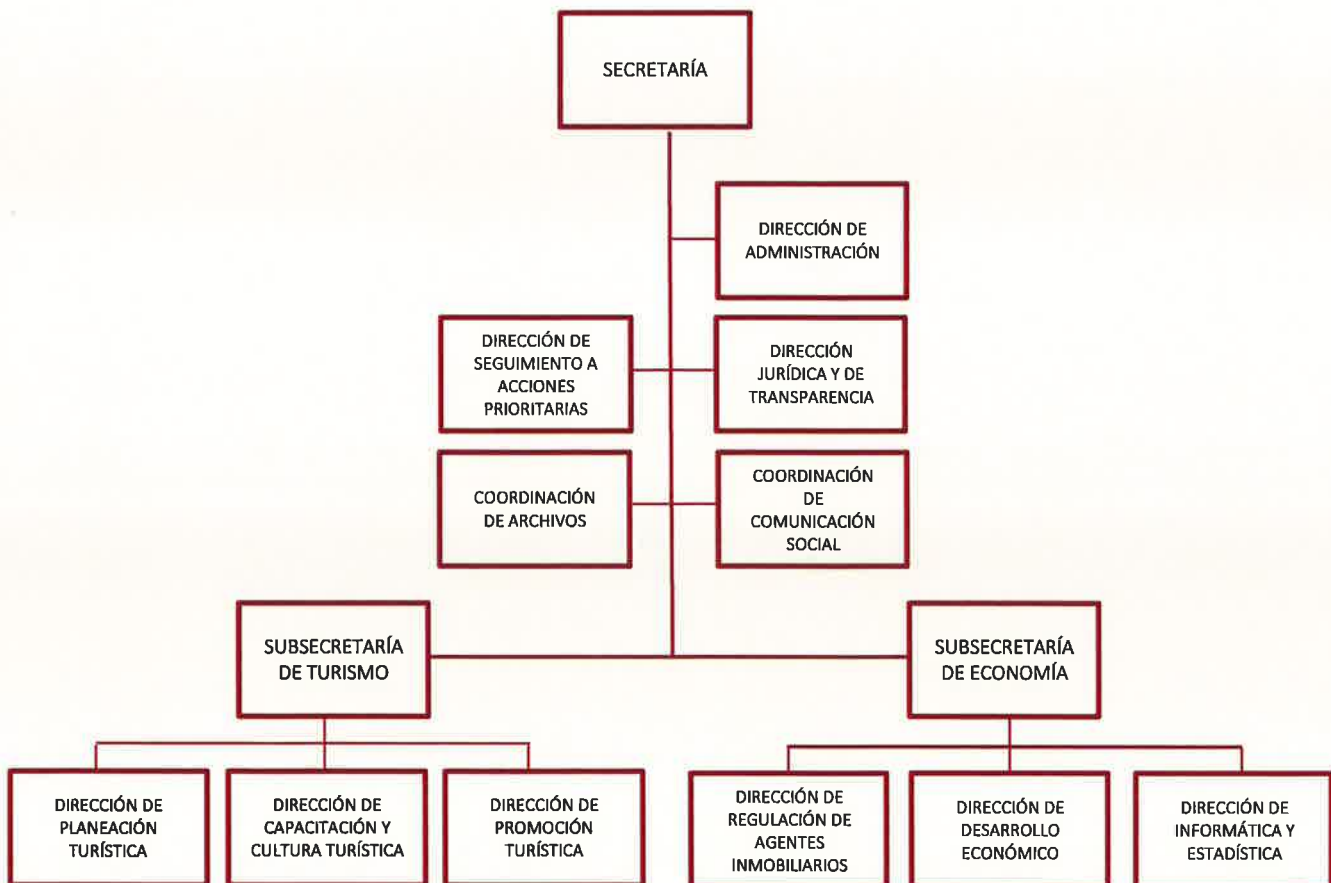 SECRETARÍA
DIRECCIÓN DE
ADMINISTRACIÓN
DIRECCIÓN DE
SEGUIMIENTO A
ACCIONES
PRIORITARIAS
DIRECCIÓN
JURÍDICA Y DE
TRANSPARENCIA
COORDINACIÓN
DE ARCHIVOS
COORDINACIÓN
DE
COMUNICACIÓN
SOCIAL
SUBSECRETARÍA
DE TURISMO
SUBSECRETARÍA
DE ECONOMÍA
DIRECCIÓN DE
PLANEACIÓN
TURÍSTICA
DIRECCIÓN DE
CAPACITACIÓN Y
CULTURA TURÍSTICA
DIRECCIÓN DE
PROMOCIÓN
TURÍSTICA
DIRECCIÓN DE
REGULACIÓN DE
AGENTES
INMOBILIARIOS
DIRECCIÓN DE
DESARROLLO
ECONÓMICO
DIRECCIÓN DE
INFORMÁTICA Y
ESTADÍSTICA